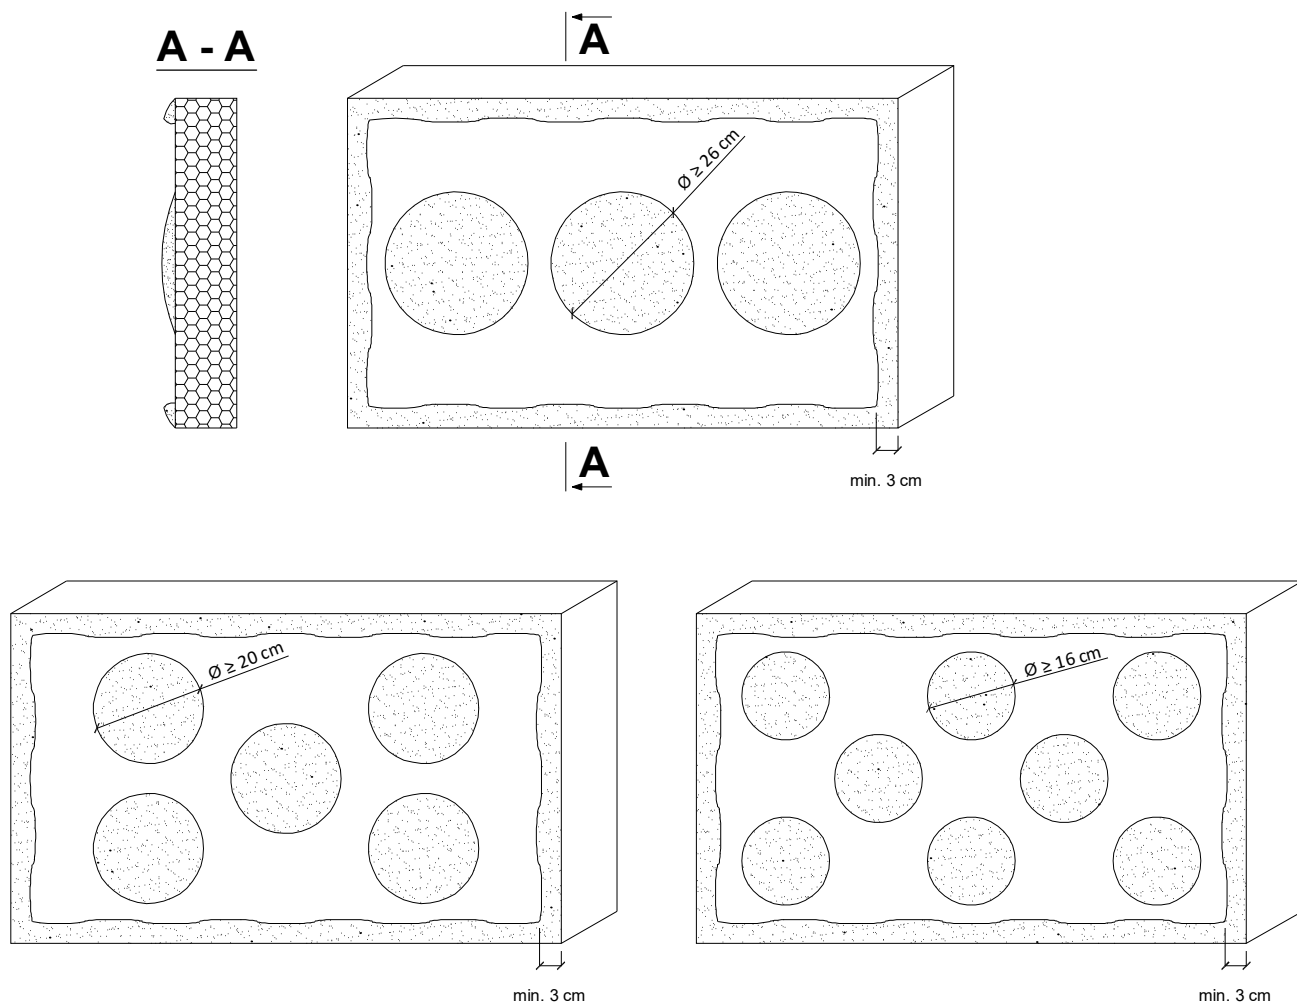 A - A
A
Ø ≥ 26 cm
A
min. 3 cm
Ø ≥ 20 cm
min. 3 cm
Ø ≥ 16 cm
min. 3 cm